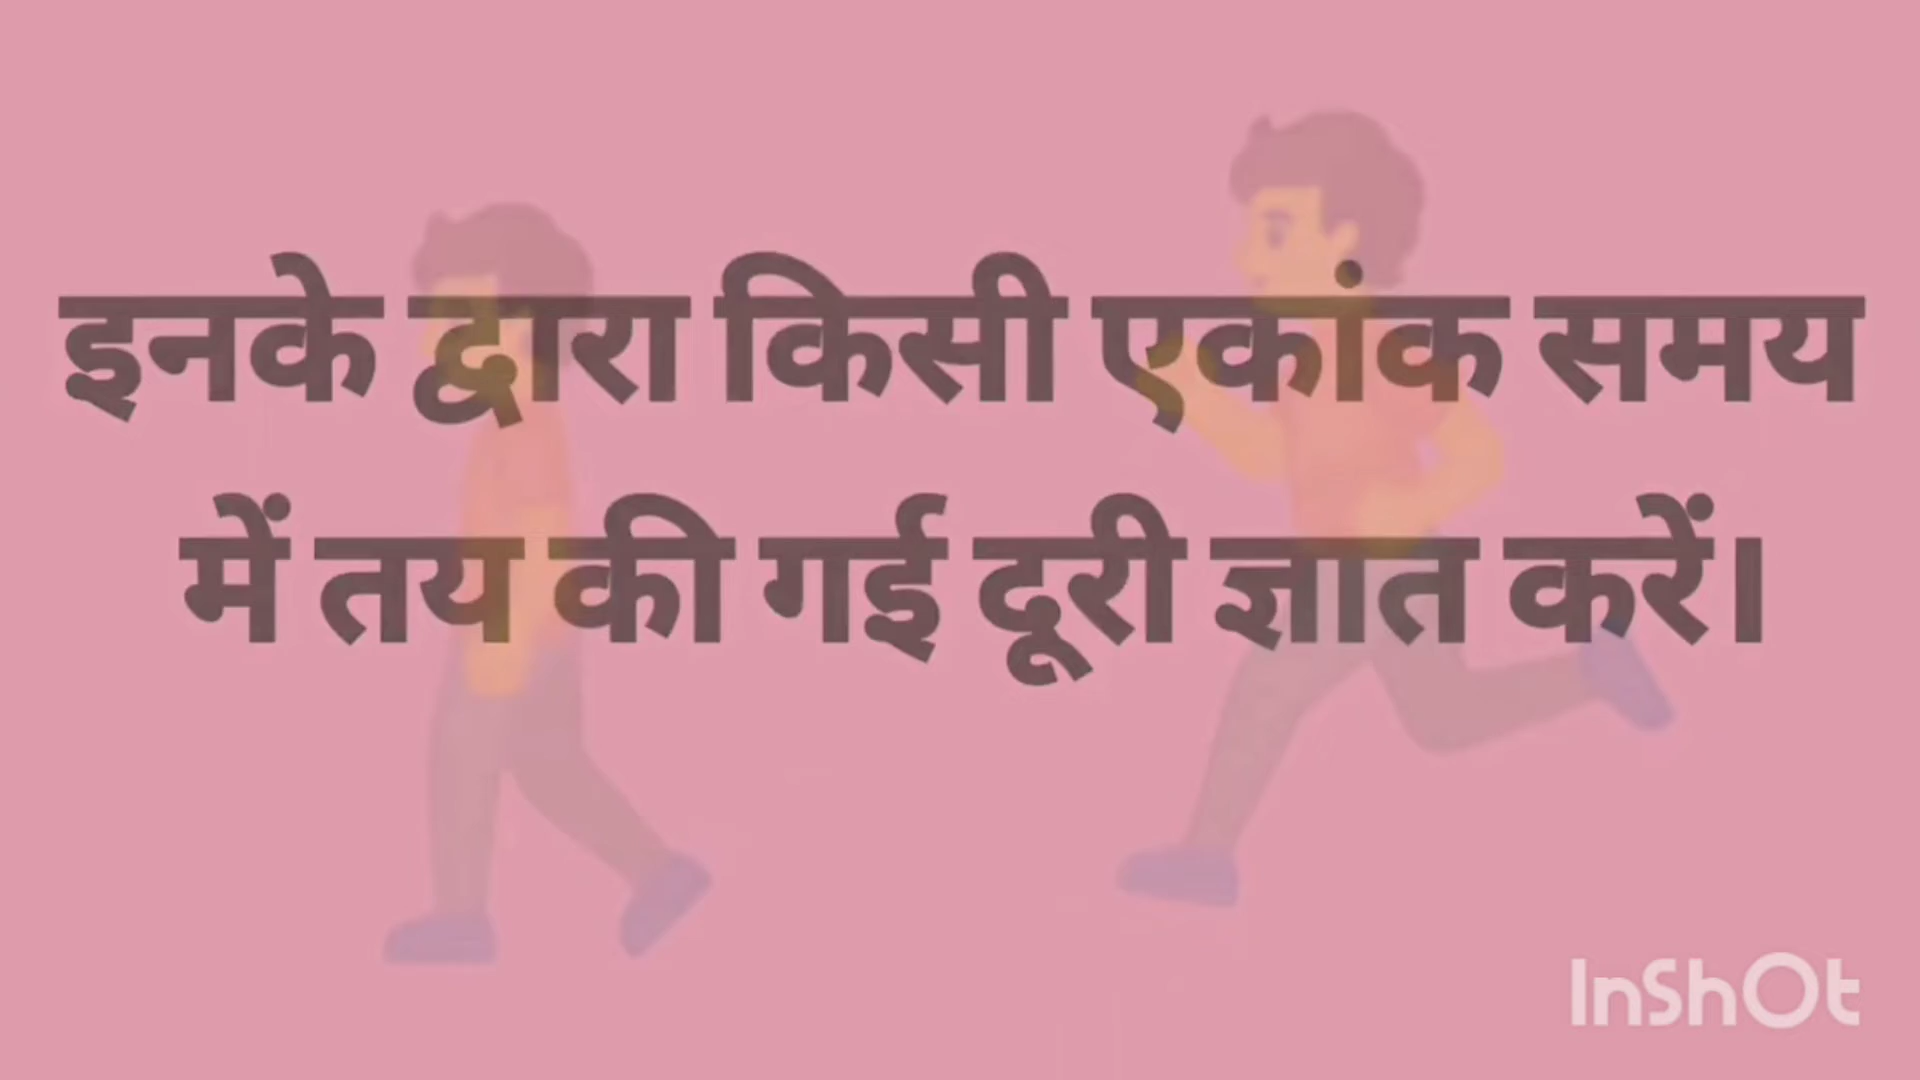 इनके द्वारा किसी एकांक समय
में तय की गई दूरी ज्ञात करें।
InShOt